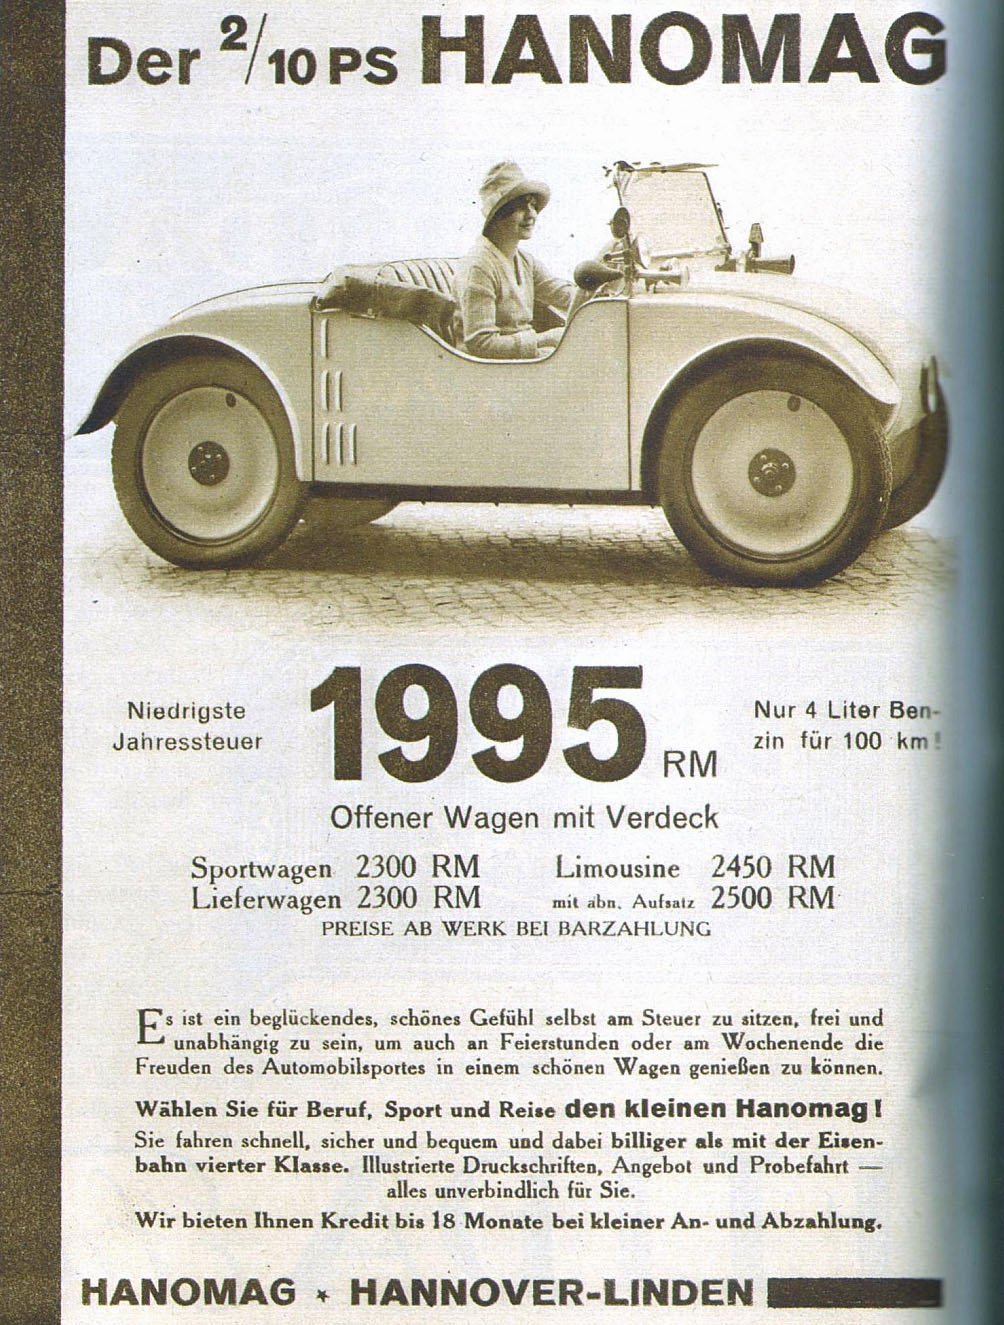 Der 2/10 PS HANOMAG
Niedrigste
Jahressteuer
1995 RM
Nur 4 Liter Ben-
zin für 100 km!
Offener Wagen mit Verdeck
Sportwagen 2300 RM Limousine 2450 RM
Lieferwagen 2300 RM mit abn. Aufsatz 2500 RM
PREISE AB WERK BEI BARZAHLUNG
Es ist ein beglückendes, schönes Gefühl selbst am Steuer zu sitzen, frei und
unabhängig zu sein, um auch an Feierstunden oder am Wochenende die
Freuden des Automobilsportes in einem schönen Wagen genießen zu können.
Wählen Sie für Beruf, Sport und Reise den kleinen Hanomag!
Sie fahren schnell, sicher und bequem und dabei billiger als mit der Eisen-
bahn vierter Klasse. Illustrierte Druckschriften, Angebot und Probefahrt —
alles unverbindlich für Sie.
Wir bieten Ihnen Kredit bis 18 Monate bei kleiner An- und Abzahlung.
HANOMAG ★ HANNOVER-LINDEN